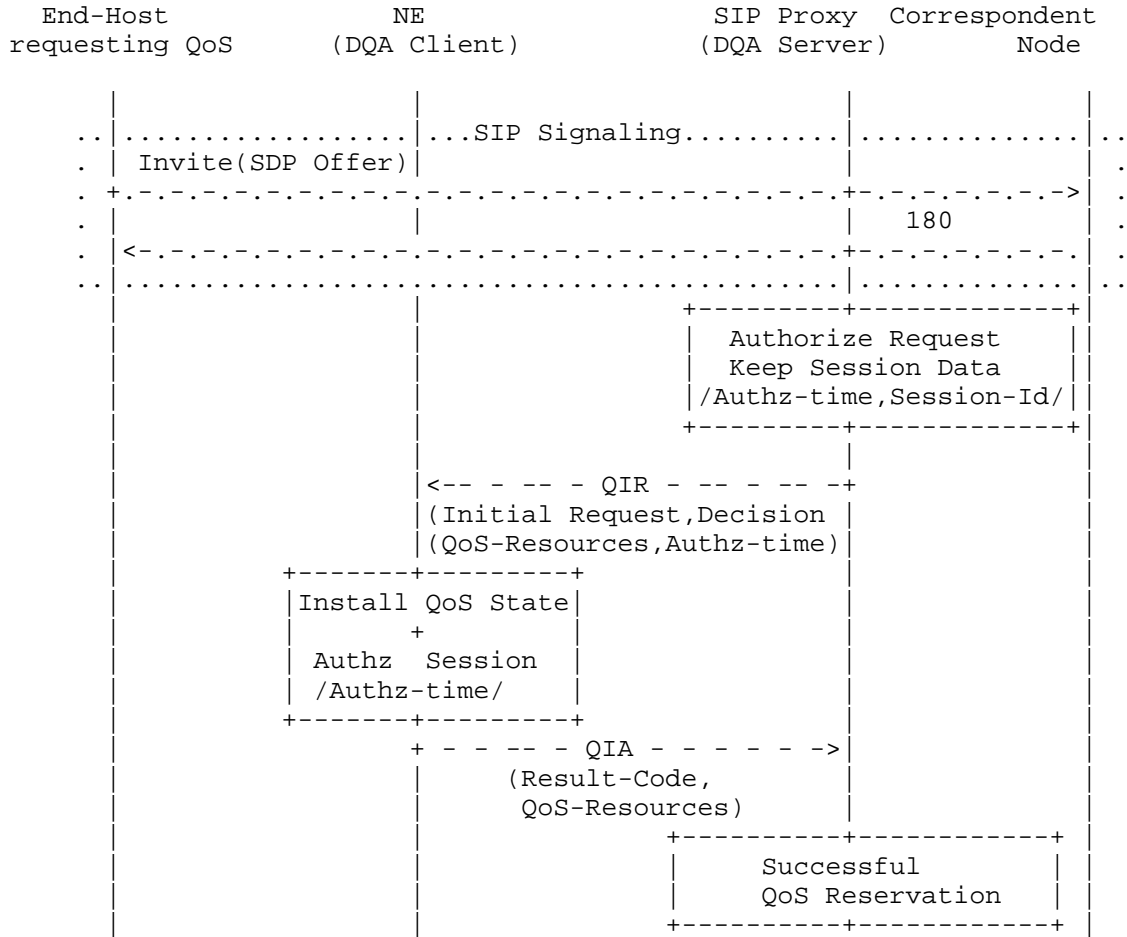 End-Host NE SIP Proxy Correspondent
requesting QoS (DQA Client) (DQA Server) Node
SIP Signaling
Invite(SDP Offer)
180
Authorize Request
Keep Session Data
/Authz-time,Session-Id/
QIR
(Initial Request,Decision
(QoS-Resources,Authz-time)
Install QoS State
+
Authz Session
/Authz-time/
QIA
(Result-Code,
QoS-Resources)
Successful
QoS Reservation